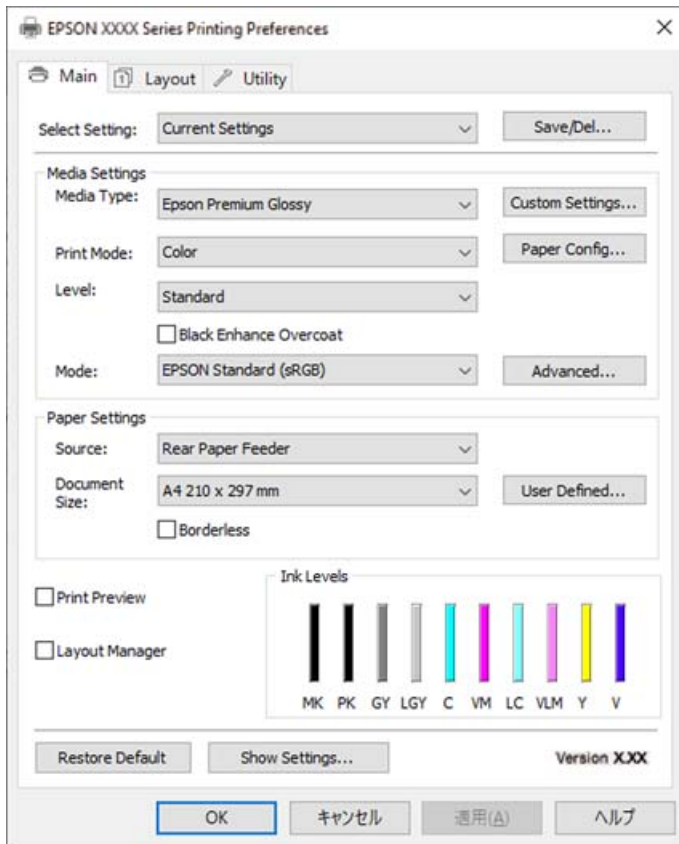 EPSON XXXX Series Printing Preferences
Main Layout Utility
Select Setting: Current Settings Save/Del...
Media Settings
Media Type: Epson Premium Glossy Custom Settings...
Print Mode: Color Paper Config...
Level: Standard
Black Enhance Overcoat
Mode: EPSON Standard (sRGB) Advanced...
Paper Settings
Source: Rear Paper Feeder
Document
Size: A4 210 x 297 mm User Defined...
Borderless
Print Preview
Layout Manager
Ink Levels
MK PK GY LGY C VM LC VLM Y V
Restore Default Show Settings... Version X.XX
OK キャンセル 適用(A) ヘルプ